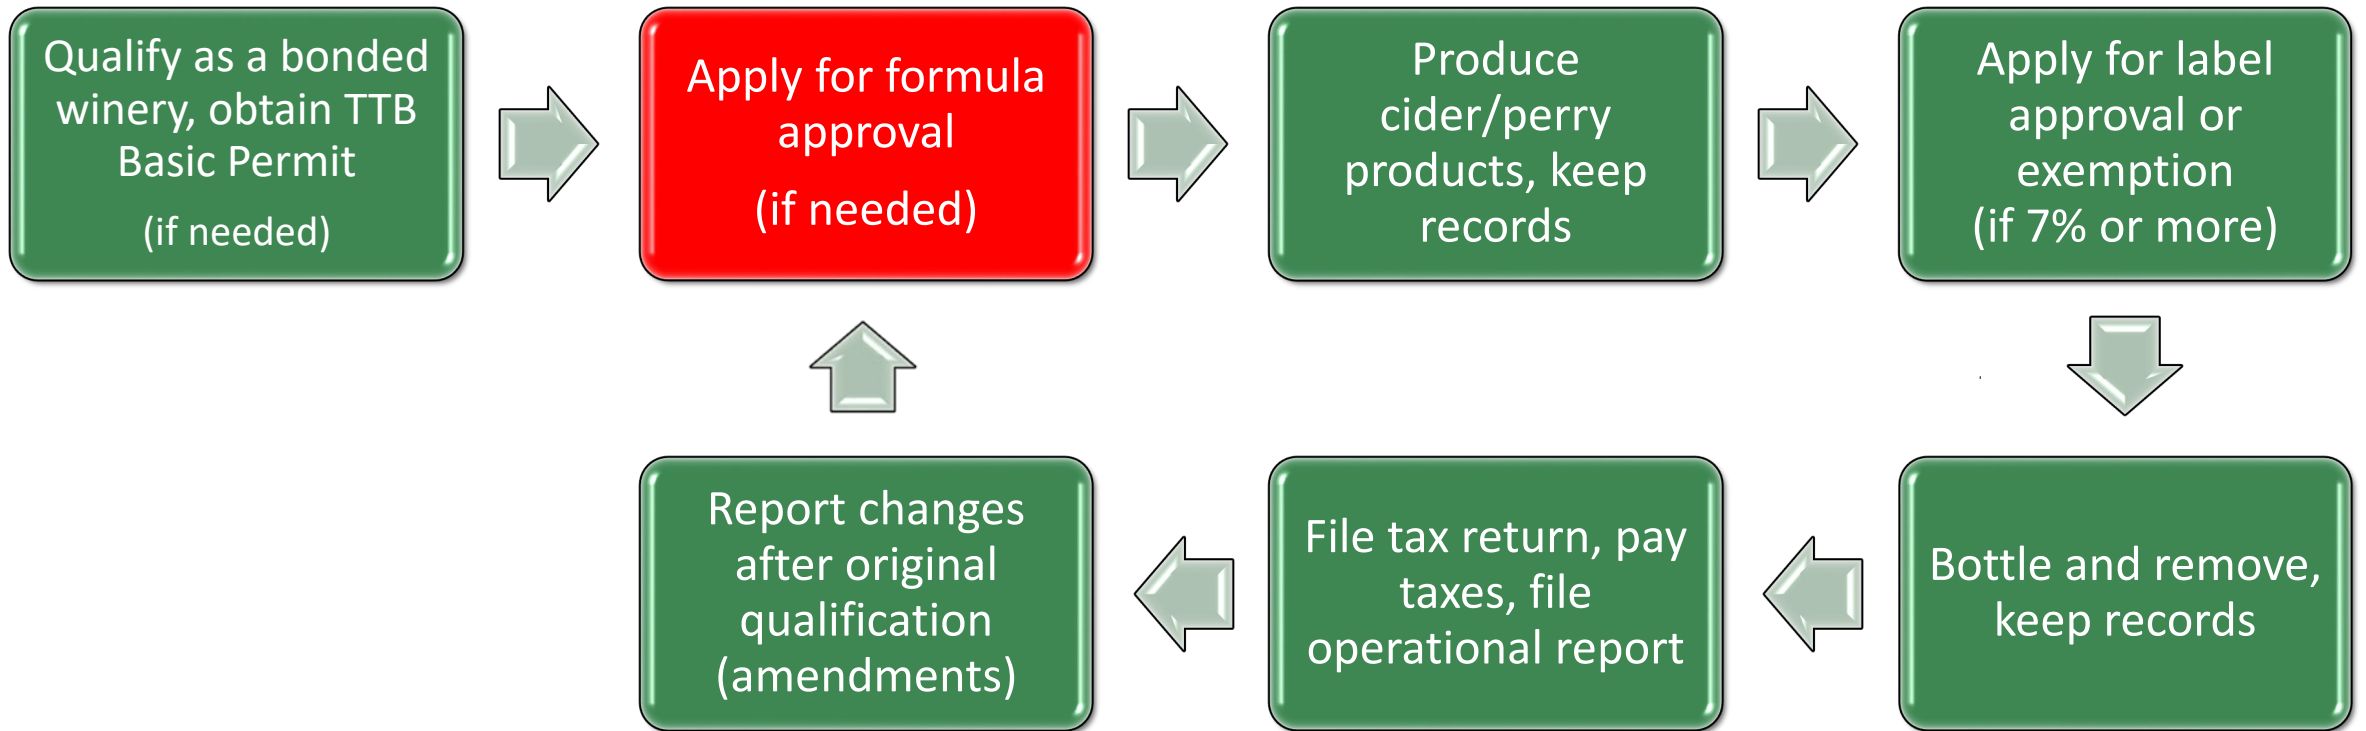 Qualify as a bonded
winery, obtain TTB
Basic Permit
(if needed)
Apply for formula
approval
(if needed)
Produce
cider/perry
products, keep
records
Apply for label
approval or
exemption
(if 7% or more)
Report changes
after original
qualification
(amendments)
File tax return, pay
taxes, file
operational report
Bottle and remove,
keep records